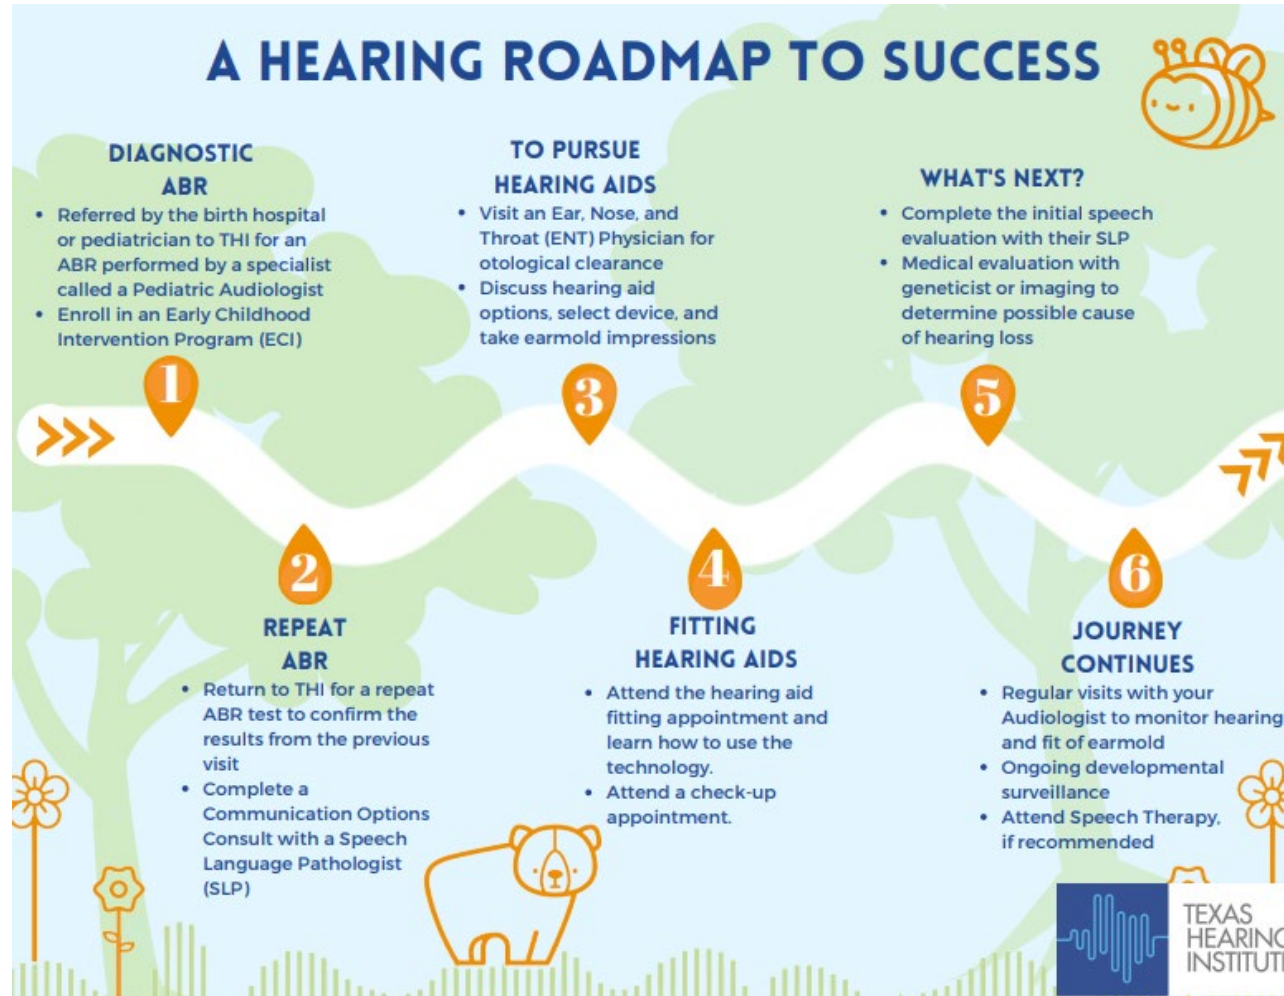 A HEARING ROADMAP TO SUCCESS
DIAGNOSTIC
ABR
• Referred by the birth hospital
or pediatrician to THI for an
ABR performed by a specialist
called a Pediatric Audiologist
• Enroll in an Early Childhood
Intervention Program (ECI)
1
REPEAT
ABR
• Return to THI for a repeat
ABR test to confirm the
results from the previous
visit
• Complete a
Communication Options
Consult with a Speech
Language Pathologist
(SLP)
2
TO PURSUE
HEARING AIDS
• Visit an Ear, Nose, and
Throat (ENT) Physician for
otological clearance
• Discuss hearing aid
options, select device, and
take earmold impressions
3
4
FITTING
HEARING AIDS
• Attend the hearing aid
fitting appointment and
learn how to use the
technology.
• Attend a check-up
appointment.
WHAT'S NEXT?
• Complete the initial speech
evaluation with their SLP
• Medical evaluation with
geneticist or imaging to
determine possible cause
of hearing loss
5
6
JOURNEY
CONTINUES
• Regular visits with your
Audiologist to monitor hearing
and fit of earmold
• Ongoing developmental
surveillance
• Attend Speech Therapy,
if recommended
TEXAS
HEARING
INSTITUTE